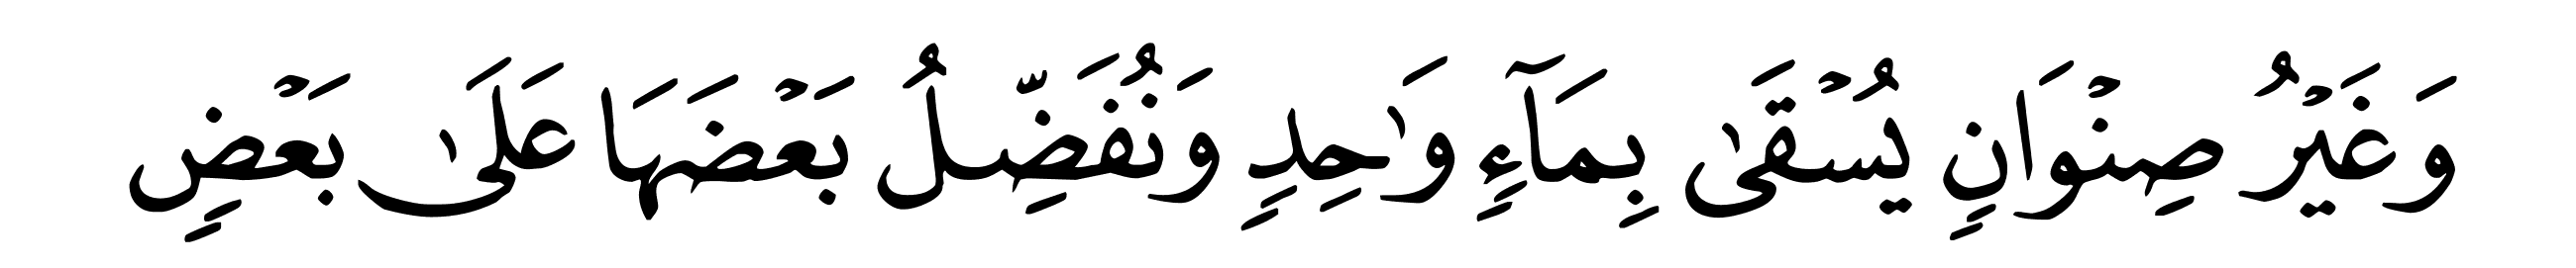 وَغَيْرُ صِنْوَانٍ يُسْقَىٰ بِمَآءٍ وَٰحِدٍ وَنُفَضِّلُ بَعْضَهَا عَلَىٰ بَعْضٍ